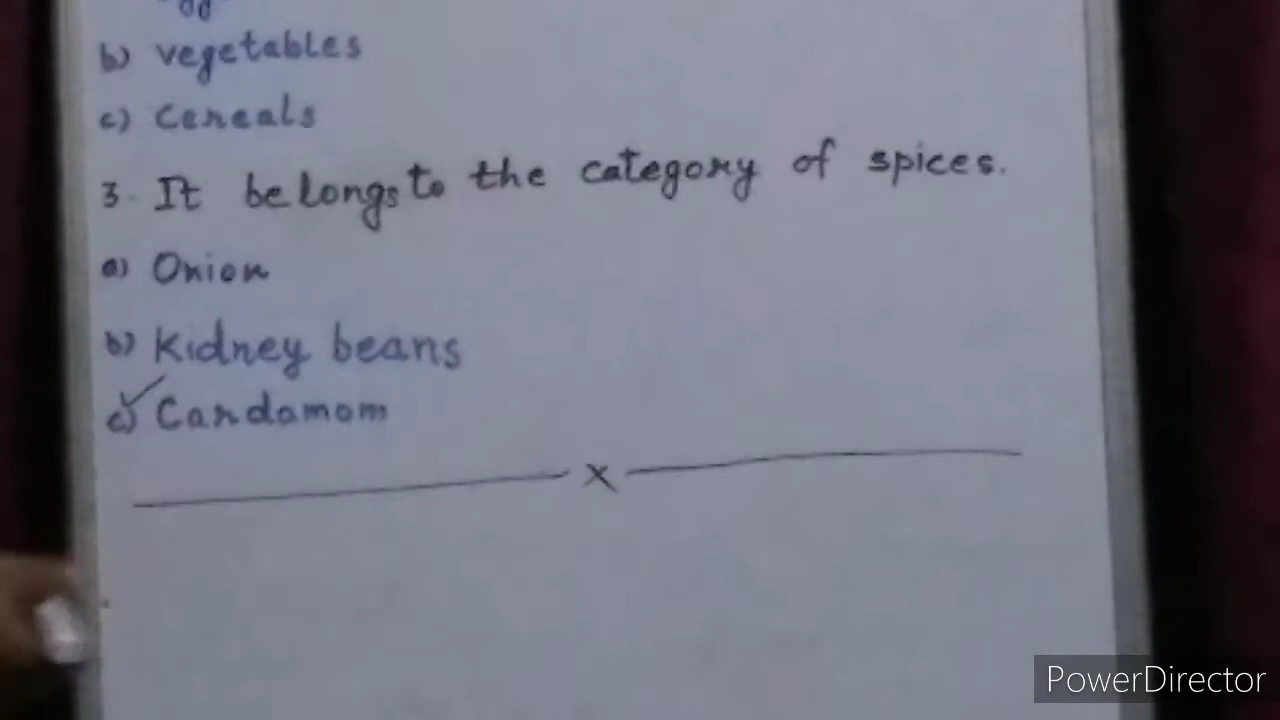 b) vegetables
c) Cereals
3. It belongs to the category of spices.
a) Onion
b) Kidney beans
c) Cardamom
x
PowerDirector